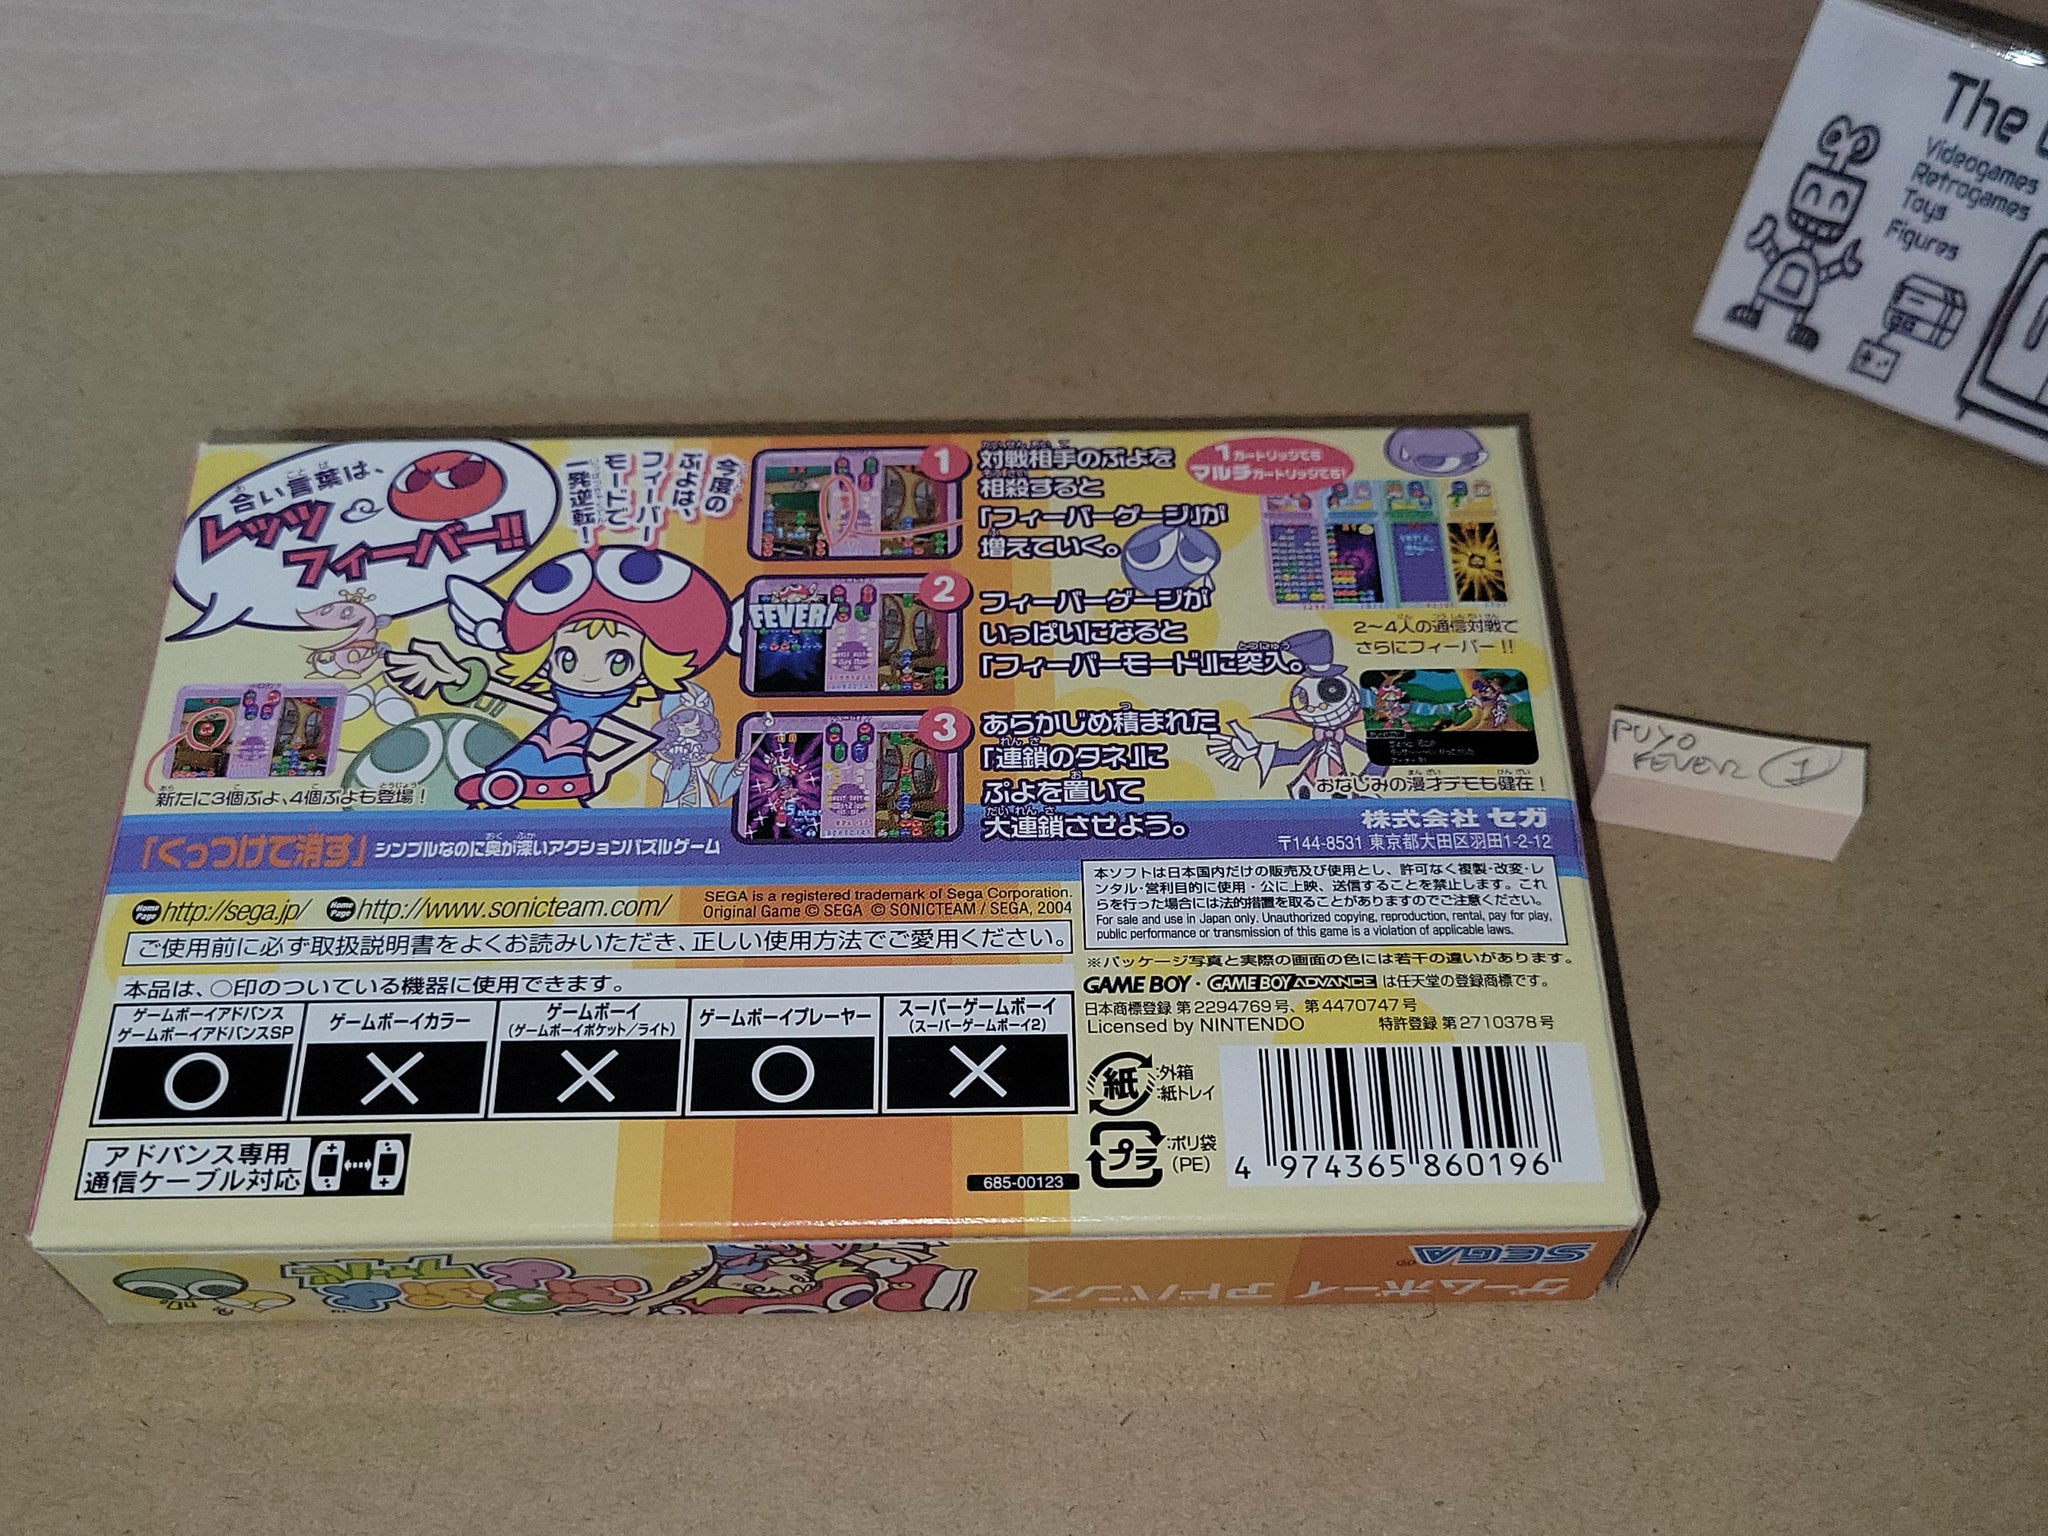 The
Videogames
Retrogames
Toys
Figures
合い言葉は、
レッツ
フィーバー!!
今度の
ぷよは、
フィーバー
モードで
一発逆転!
1
対戦相手のぷよを
相殺すると
「フィーバーゲージ」が
増えていく。
2
フィーバーゲージが
いっぱいになると
「フィーバーモード」に突入。
FEVER!
3
あらかじめ積まれた
「連鎖のタネ」に
ぷよを置いて
大連鎖させよう。
1カートリッジでも
マルチカートリッジでも!
2〜4人の通信対戦で
さらにフィーバー!!
おなじみの漫才デモも健在!
新たに3個ぷよ、4個ぷよも登場!
「くっつけて消す」シンプルなのに奥が深いアクションパズルゲーム
株式会社 セガ
〒144-8531 東京都大田区羽田1-2-12
Home Page http://sega.jp/ Home Page http://www.sonicteam.com/
SEGA is a registered trademark of Sega Corporation.
Original Game © SEGA © SONICTEAM / SEGA, 2004
ご使用前に必ず取扱説明書をよくお読みいただき、正しい使用方法でご愛用ください。
本ソフトは日本国内だけの販売及び使用とし、許可なく複製・改変・レ
ンタル・営利目的に使用・公に上映、送信することを禁止します。これ
らを行った場合には法的措置を取ることがありますのでご注意ください。
For sale and use in Japan only. Unauthorized copying, reproduction, rental, pay for play,
public performance or transmission of this game is a violation of applicable laws.
※パッケージ写真と実際の画面の色には若干の違いがあります。
GAME BOY・GAME BOY ADVANCE は任天堂の登録商標です。
日本商標登録 第2294769号、第4470747号
Licensed by NINTENDO 特許登録 第2710378号
本品は、○印のついている機器に使用できます。
ゲームボーイアドバンス
ゲームボーイアドバンスSP
○
ゲームボーイカラー
×
ゲームボーイ
(ゲームボーイポケット/ライト)
×
ゲームボーイプレーヤー
○
スーパーゲームボーイ
(スーパーゲームボーイ2)
×
アドバンス専用
通信ケーブル対応
紙 :外箱
:紙トレイ
プラ :ポリ袋
(PE)
685-00123
4 974365 860196
SEGA®
ゲームボーイ アドバンス
ぷよぷよフィーバー
PUYO
FEVER 1